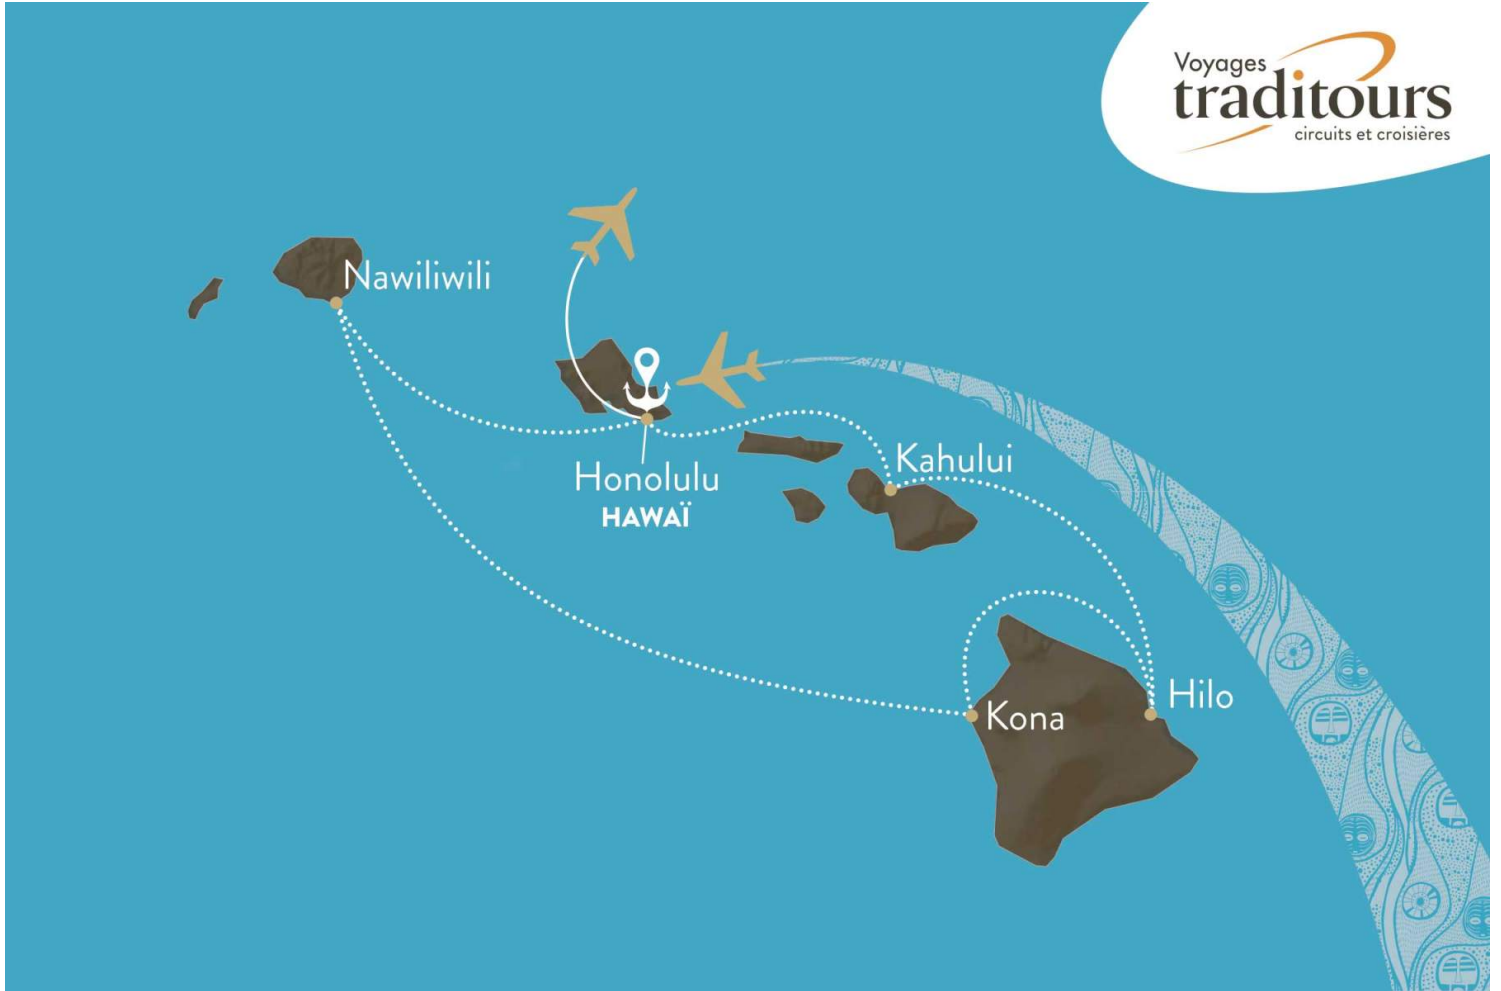 Voyages
traditours
circuits et croisières
Nawiliwili
Kahului
Honolulu
HAWAÏ
Hilo
Kona